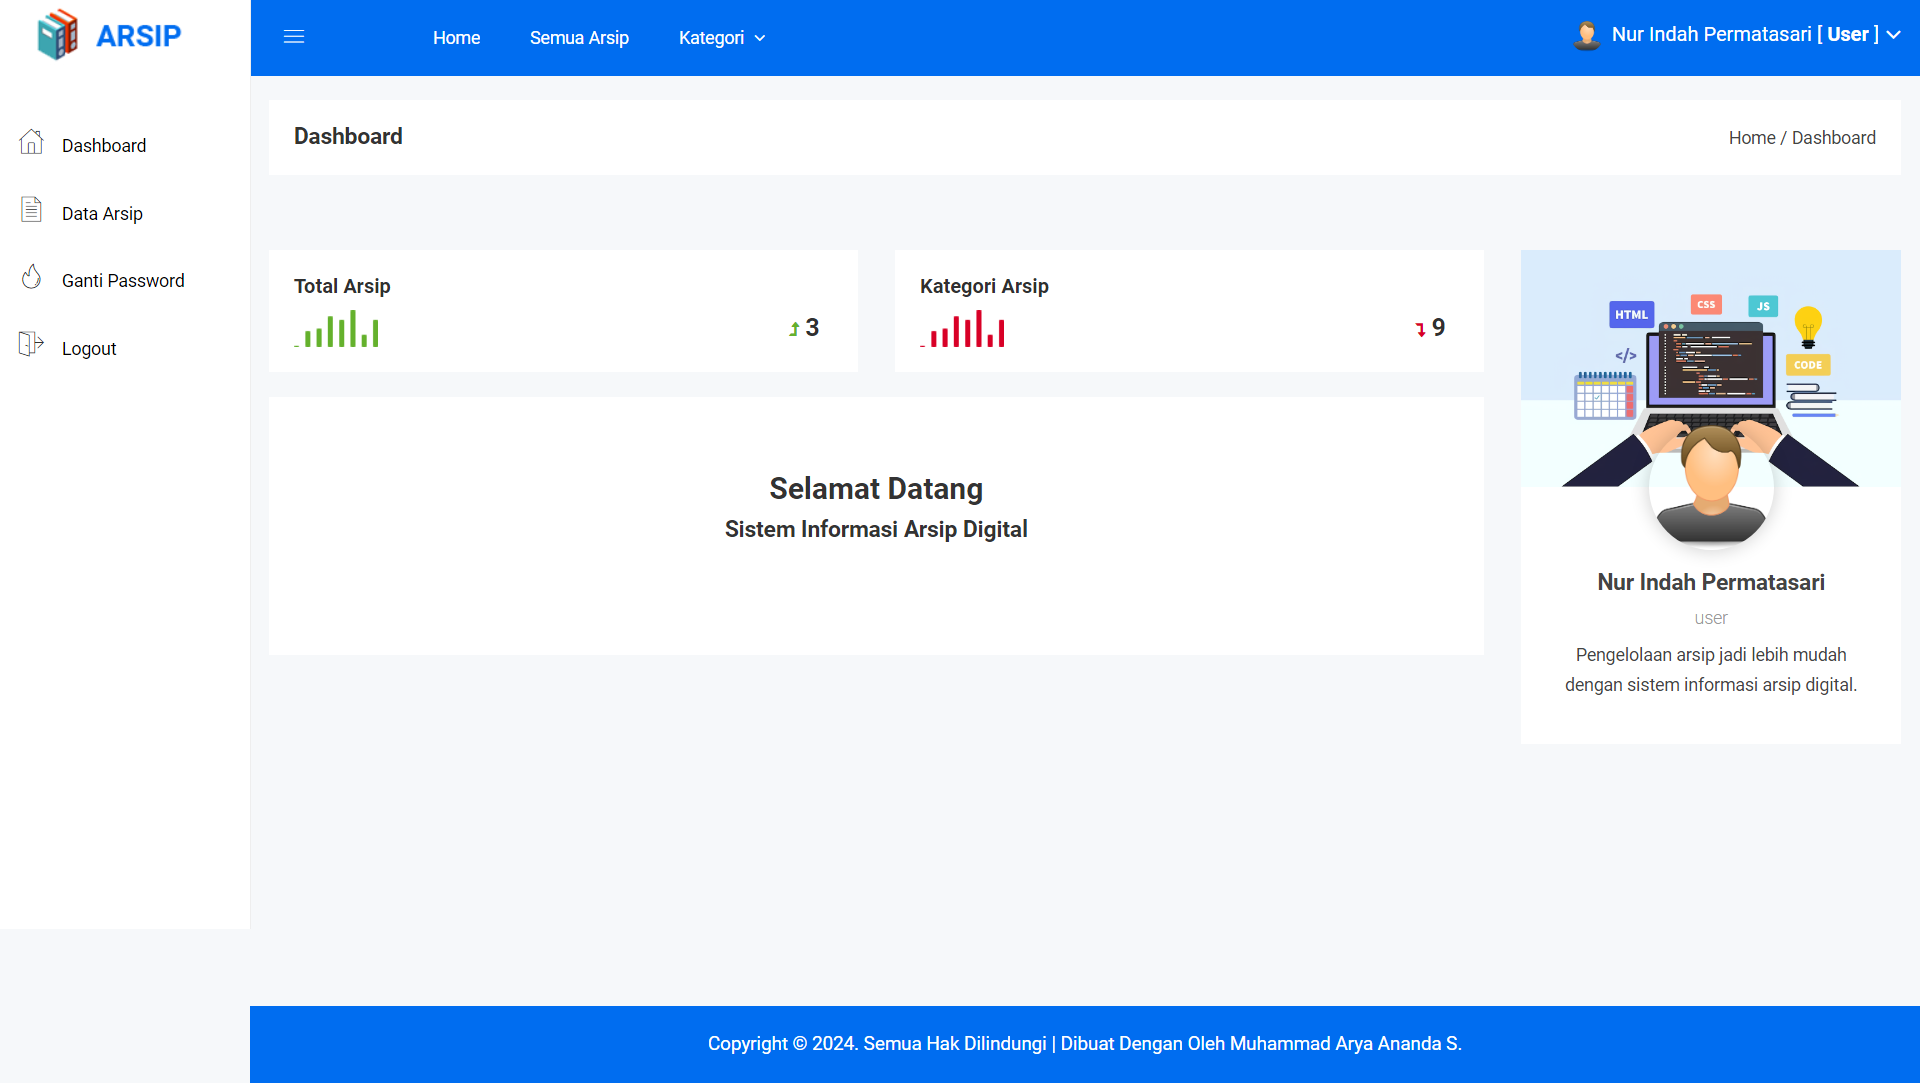 ARSIP
Home
Semua Arsip
Kategori
Nur Indah Permatasari [ User ]
Dashboard
Data Arsip
Ganti Password
Logout
Dashboard
Home / Dashboard
Total Arsip
3
Kategori Arsip
9
Selamat Datang
Sistem Informasi Arsip Digital
HTML
CSS
JS
</>
CODE
Nur Indah Permatasari
user
Pengelolaan arsip jadi lebih mudah
dengan sistem informasi arsip digital.
Copyright © 2024. Semua Hak Dilindungi | Dibuat Dengan Oleh Muhammad Arya Ananda S.